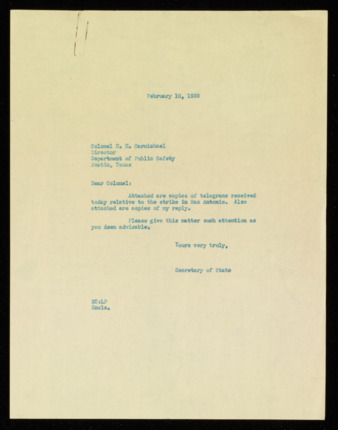 February 16, 1938
Colonel H. H. Carmichael
Director
Department of Public Safety
Austin, Texas
Dear Colonel:
Attached are copies of telegrams received
today relative to the strike in San Antonio. Also
attached are copies of my reply.
Please give this matter such attention as
you deem advisable.
Yours very truly,
Secretary of State
Encls.